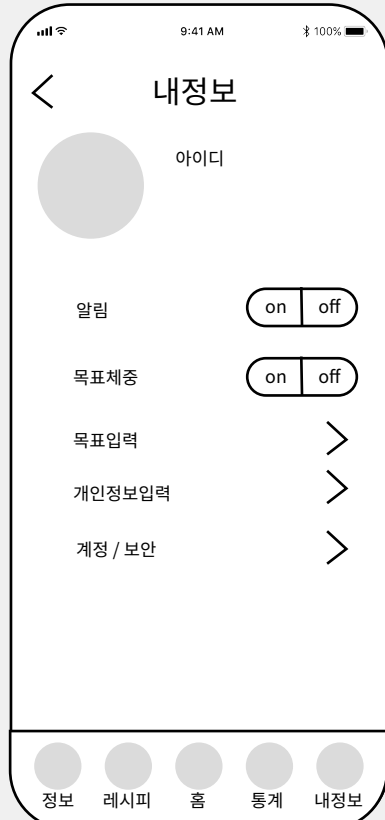 9:41 AM 100%
내정보
아이디
알림 on off
목표체중 on off
목표입력
개인정보입력
계정 / 보안
정보 레시피 홈 통계 내정보